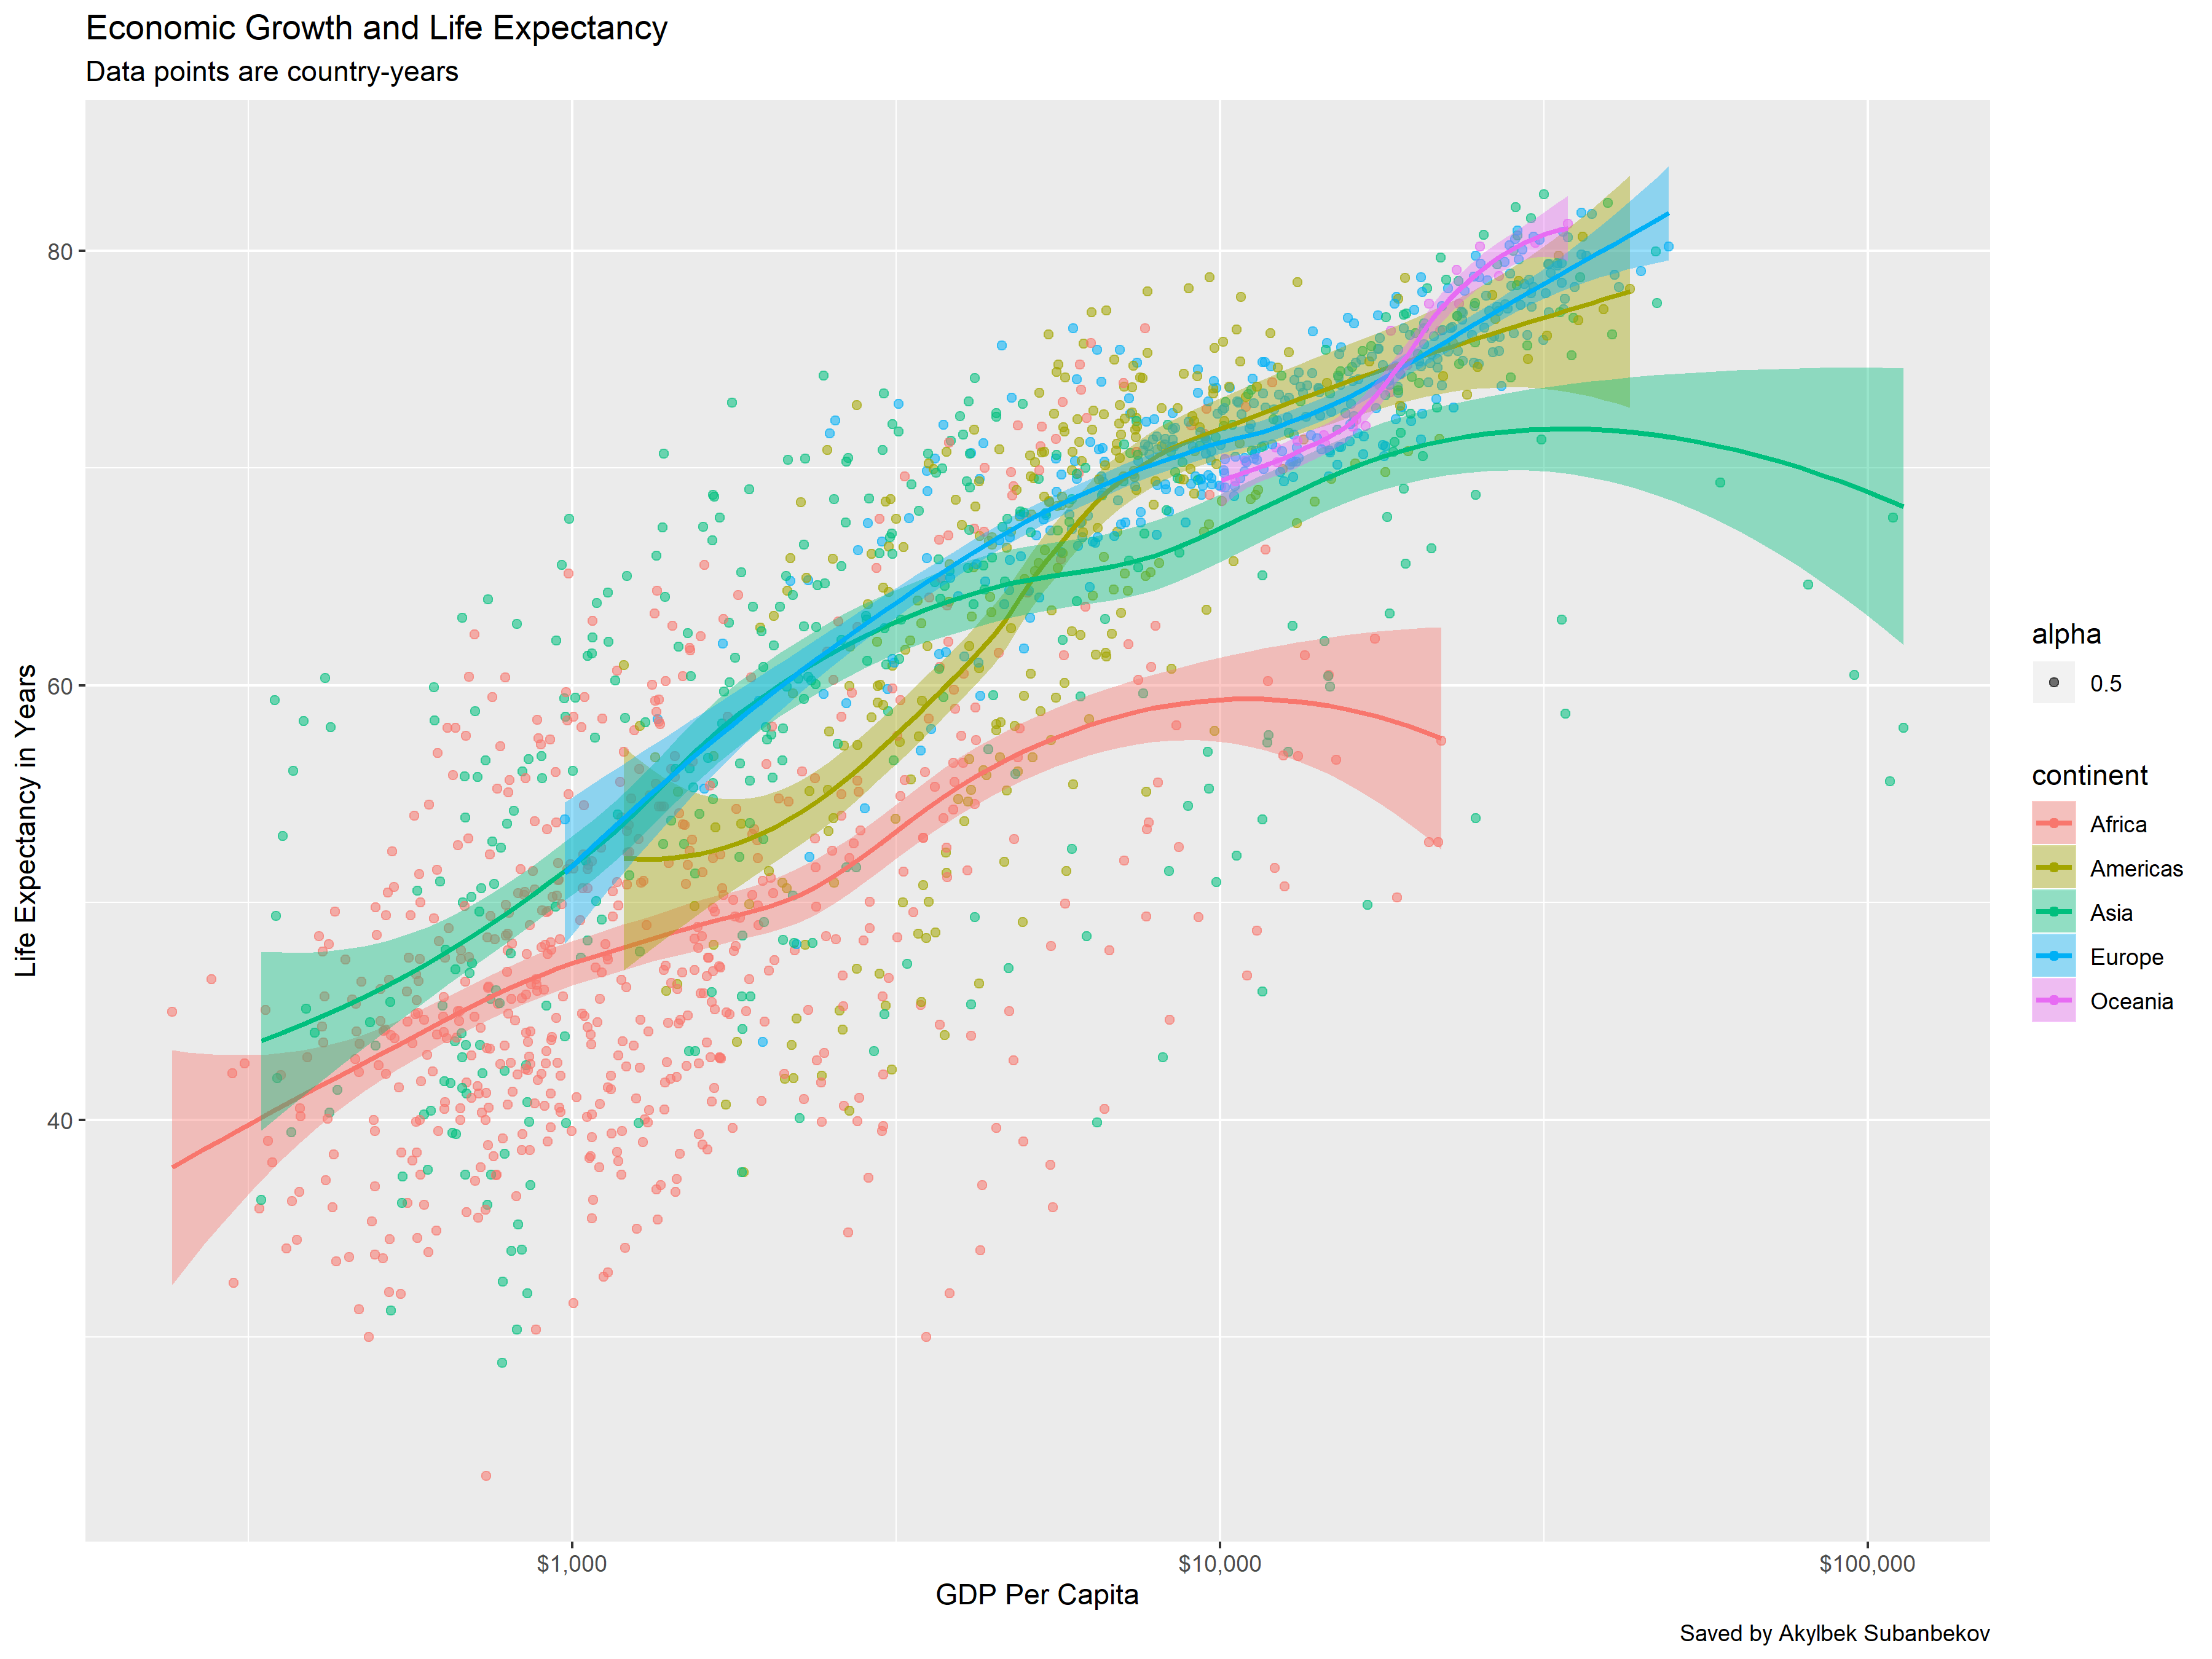 Economic Growth and Life Expectancy
Data points are country-years
Life Expectancy in Years
80
60
40
$1,000
$10,000
$100,000
GDP Per Capita
alpha
0.5
continent
Africa
Americas
Asia
Europe
Oceania
Saved by Akylbek Subanbekov